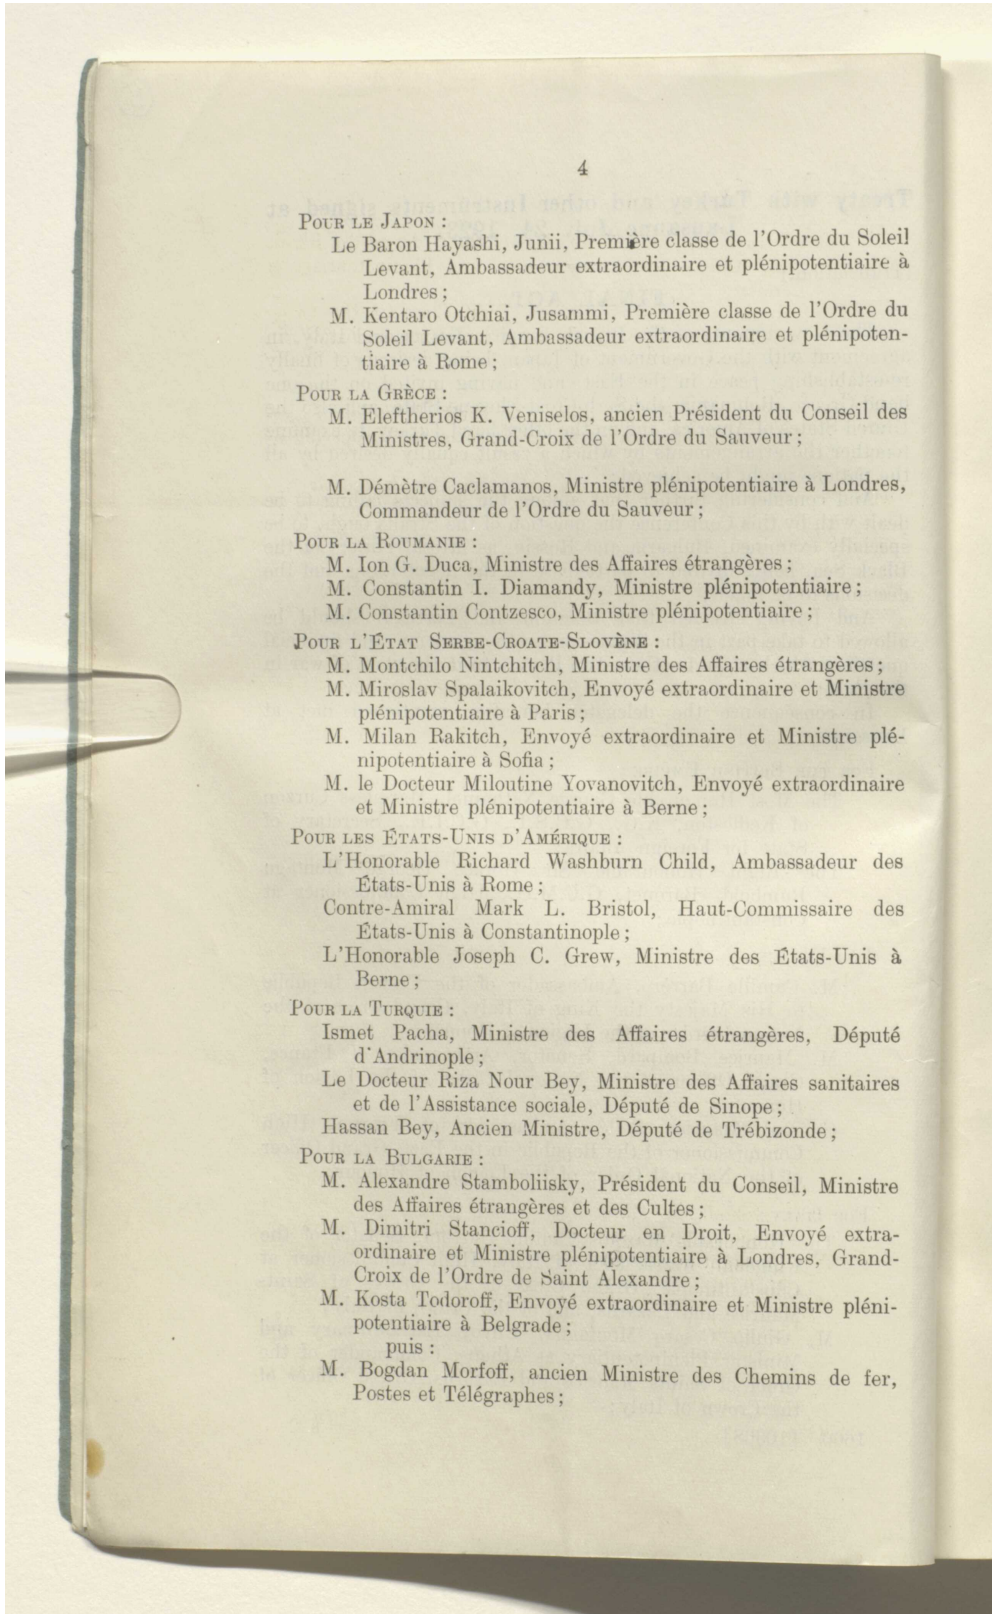 4
POUR LE JAPON :
Le Baron Hayashi, Junii, Première classe de l'Ordre du Soleil
Levant, Ambassadeur extraordinaire et plénipotentiaire à
Londres ;
M. Kentaro Otchiai, Jusammi, Première classe de l'Ordre du
Soleil Levant, Ambassadeur extraordinaire et plénipoten-
tiaire à Rome ;
POUR LA GRÈCE :
M. Eleftherios K. Veniselos, ancien Président du Conseil des
Ministres, Grand-Croix de l'Ordre du Sauveur ;
M. Démètre Caclamanos, Ministre plénipotentiaire à Londres,
Commandeur de l'Ordre du Sauveur ;
POUR LA ROUMANIE :
M. Ion G. Duca, Ministre des Affaires étrangères ;
M. Constantin I. Diamandy, Ministre plénipotentiaire ;
M. Constantin Contzesco, Ministre plénipotentiaire ;
POUR L'ÉTAT SERBE-CROATE-SLOVÈNE :
M. Montchilo Nintchitch, Ministre des Affaires étrangères ;
M. Miroslav Spalaikovitch, Envoyé extraordinaire et Ministre
plénipotentiaire à Paris ;
M. Milan Rakitch, Envoyé extraordinaire et Ministre plé-
nipotentiaire à Sofia ;
M. le Docteur Miloutine Yovanovitch, Envoyé extraordinaire
et Ministre plénipotentiaire à Berne ;
POUR LES ÉTATS-UNIS D'AMÉRIQUE :
L'Honorable Richard Washburn Child, Ambassadeur des
États-Unis à Rome ;
Contre-Amiral Mark L. Bristol, Haut-Commissaire des
États-Unis à Constantinople ;
L'Honorable Joseph C. Grew, Ministre des États-Unis à
Berne ;
POUR LA TURQUIE :
Ismet Pacha, Ministre des Affaires étrangères, Député
d'Andrinople ;
Le Docteur Riza Nour Bey, Ministre des Affaires sanitaires
et de l'Assistance sociale, Député de Sinope ;
Hassan Bey, Ancien Ministre, Député de Trébizonde ;
POUR LA BULGARIE :
M. Alexandre Stamboliisky, Président du Conseil, Ministre
des Affaires étrangères et des Cultes ;
M. Dimitri Stancioff, Docteur en Droit, Envoyé extra-
ordinaire et Ministre plénipotentiaire à Londres, Grand-
Croix de l'Ordre de Saint Alexandre ;
M. Kosta Todoroff, Envoyé extraordinaire et Ministre pléni-
potentiaire à Belgrade ;
puis :
M. Bogdan Morfoff, ancien Ministre des Chemins de fer,
Postes et Télégraphes ;